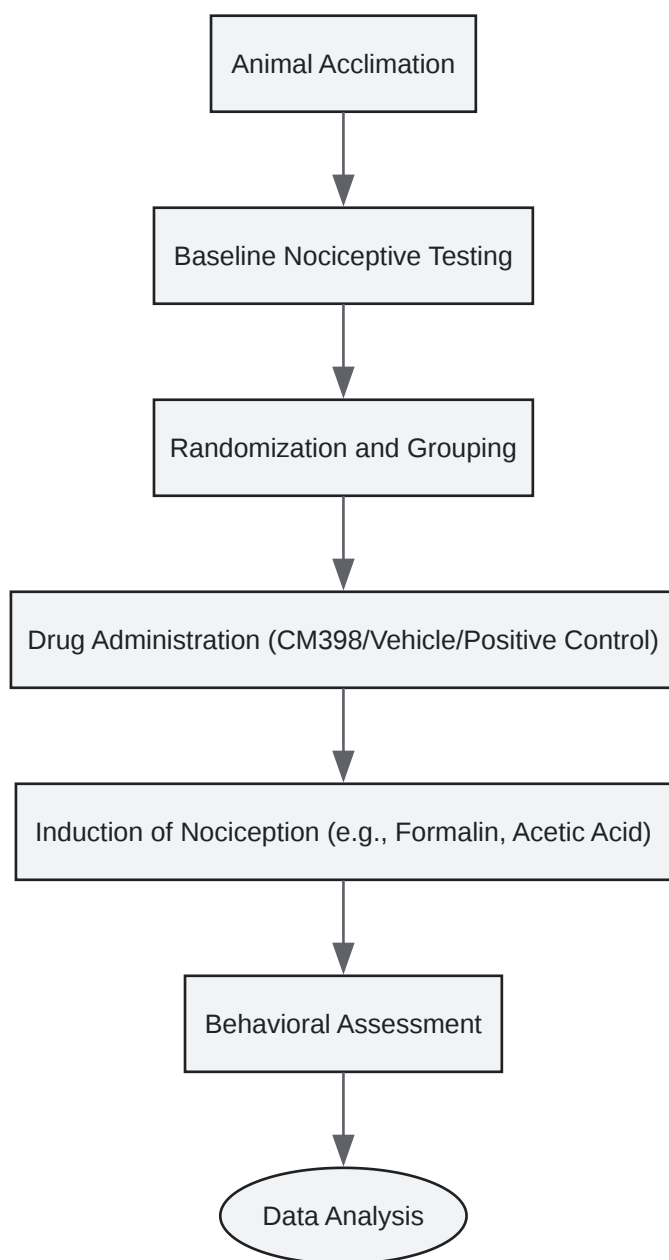 Animal Acclimation
Baseline Nociceptive Testing
Randomization and Grouping
Drug Administration (CM398/Vehicle/Positive Control)
Induction of Nociception (e.g., Formalin, Acetic Acid)
Behavioral Assessment
Data Analysis